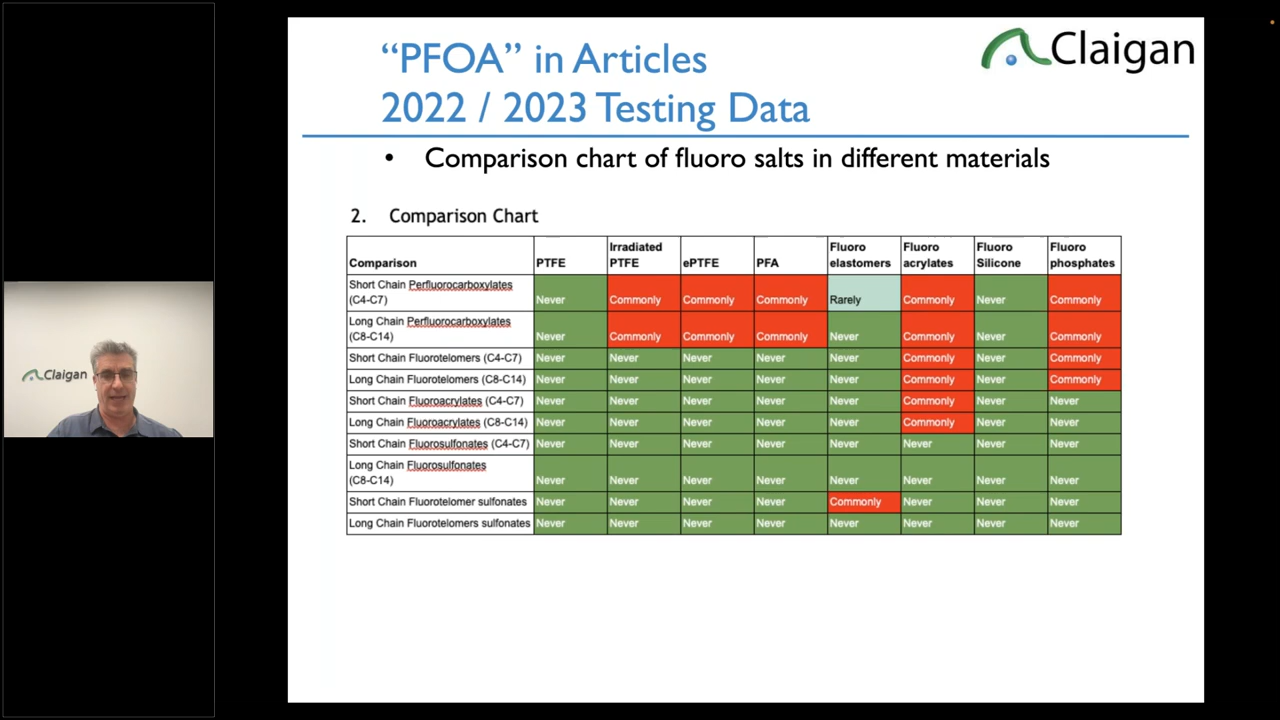 “PFOA” in Articles
2022 / 2023 Testing Data
Claigan
• Comparison chart of fluoro salts in different materials
2. Comparison Chart
Comparison PTFE Irradiated PTFE ePTFE PFA Fluoro elastomers Fluoro acrylates Fluoro Silicone Fluoro phosphates
Short Chain Perfluorocarboxylates (C4-C7) Never Commonly Commonly Commonly Rarely Commonly Never Commonly
Long Chain Perfluorocarboxylates (C8-C14) Never Commonly Commonly Commonly Never Commonly Never Commonly
Short Chain Fluorotelomers (C4-C7) Never Never Never Never Never Commonly Never Commonly
Long Chain Fluorotelomers (C8-C14) Never Never Never Never Never Commonly Never Commonly
Short Chain Fluoroacrylates (C4-C7) Never Never Never Never Never Commonly Never Never
Long Chain Fluoroacrylates (C8-C14) Never Never Never Never Never Commonly Never Never
Short Chain Fluorosulfonates (C4-C7) Never Never Never Never Never Never Never Never
Long Chain Fluorosulfonates (C8-C14) Never Never Never Never Never Never Never Never
Short Chain Fluorotelomer sulfonates Never Never Never Never Commonly Never Never Never
Long Chain Fluorotelomers sulfonates Never Never Never Never Never Never Never Never
Claigan